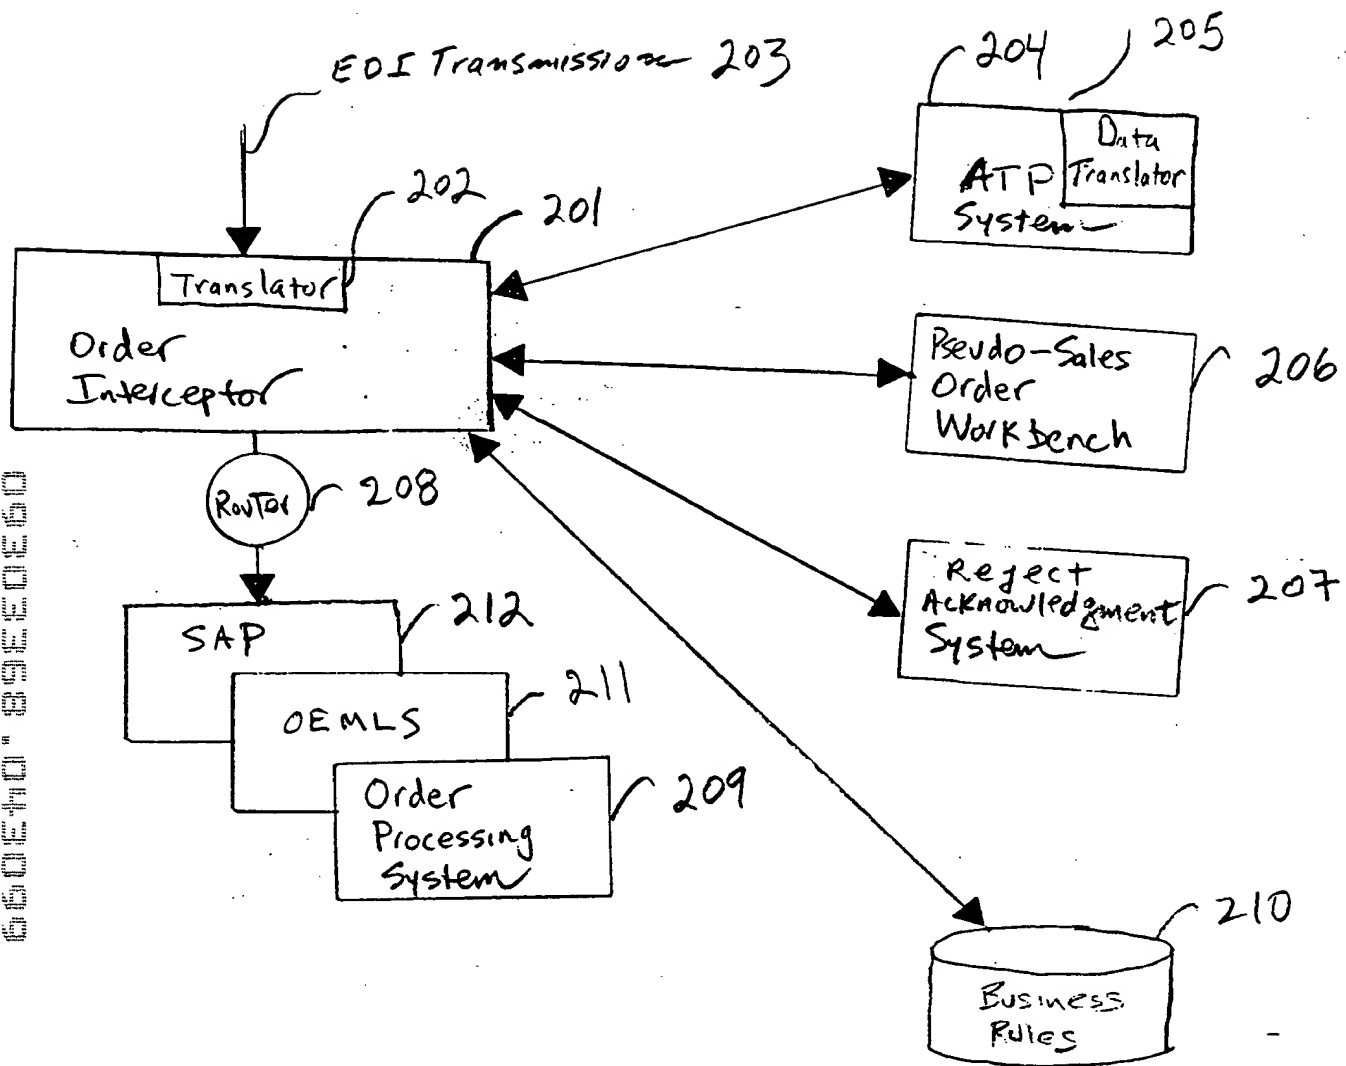 EDI Transmission 203
204
205
Data
Translator
ATP
System
202
201
Translator
Order
Interceptor
Pseudo-Sales
Order
Workbench
206
Router
208
Reject
Acknowledgment
System
207
SAP
212
OEMLS
211
Order
Processing
System
209
210
Business
Rules